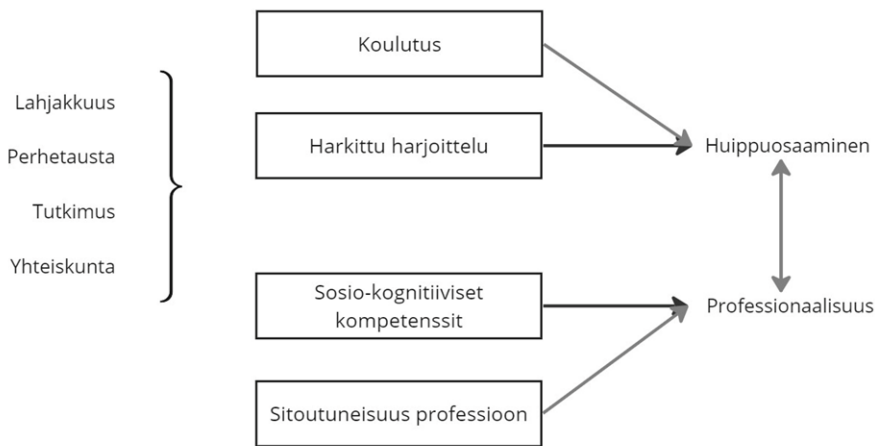 Lahjakkuus
Perhetausta
Tutkimus
Yhteiskunta
Koulutus
Harkittu harjoittelu
Sosio-kognitiiviset
kompetenssit
Sitoutuneisuus professioon
Huippuosaaminen
Professionaalisuus